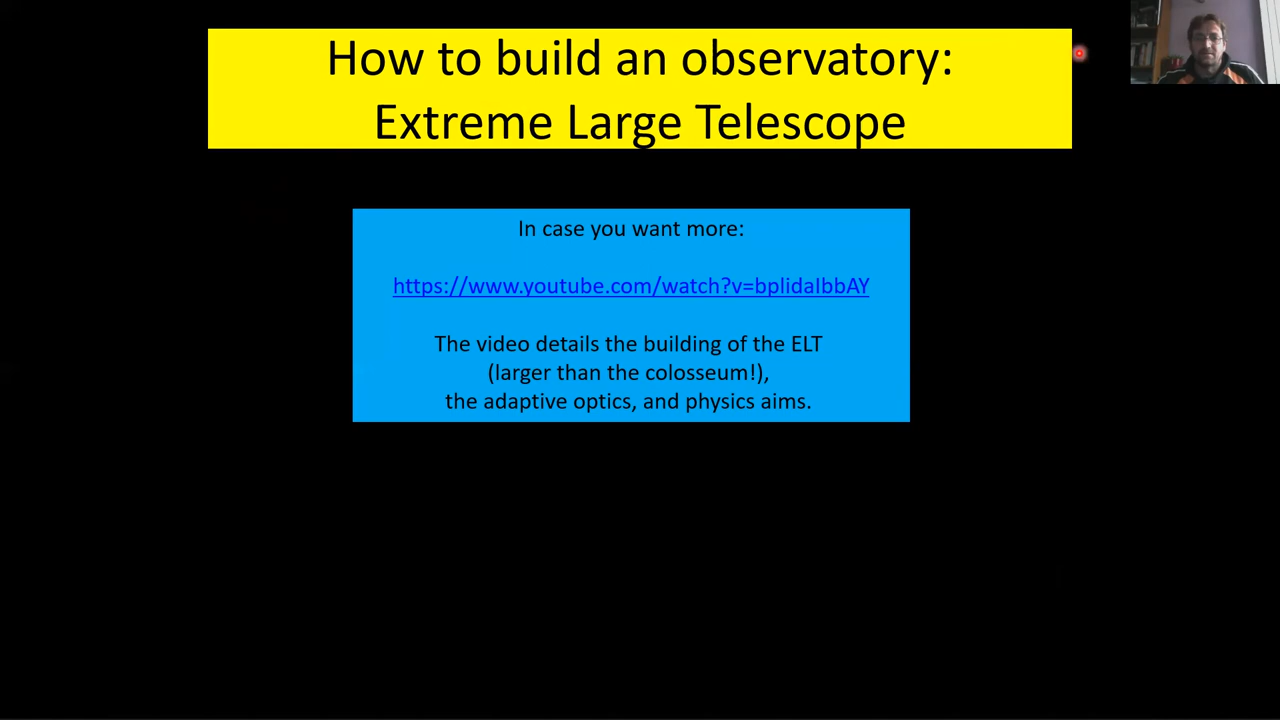 How to build an observatory:
Extreme Large Telescope
In case you want more:
https://www.youtube.com/watch?v=bplidaIbbAY
The video details the building of the ELT
(larger than the colosseum!),
the adaptive optics, and physics aims.